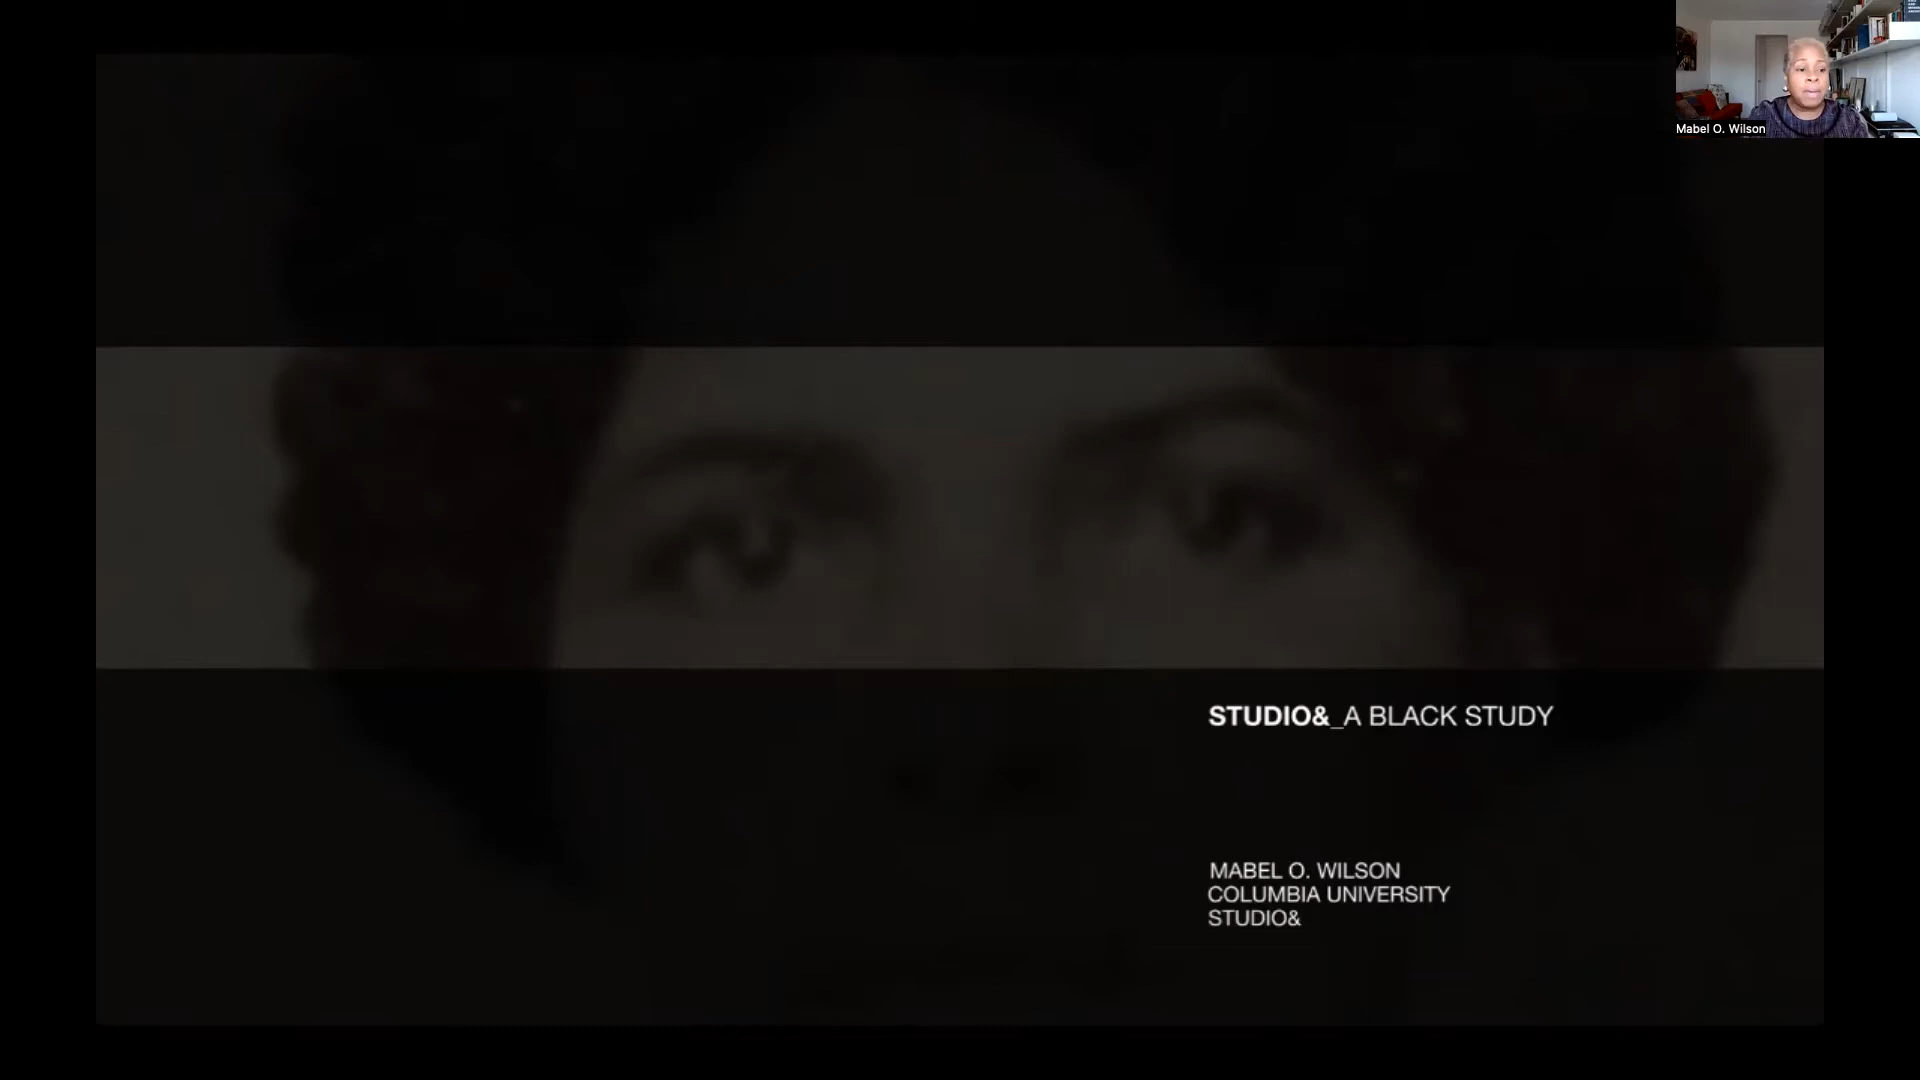 Mabel O. Wilson
STUDIO&_A BLACK STUDY
MABEL O. WILSON
COLUMBIA UNIVERSITY
STUDIO&